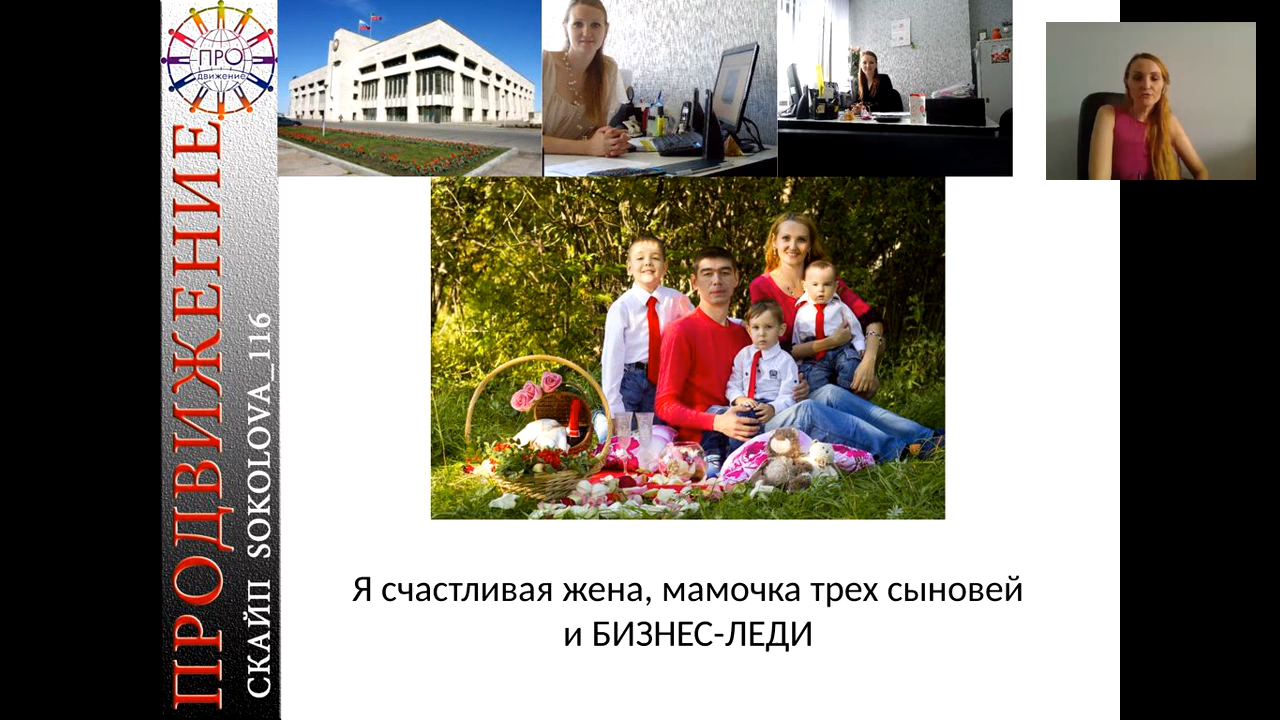 ПРО
движение
ПРОДВИЖЕНИЕ
СКАЙП SOKOLOVA_116
Я счастливая жена, мамочка трех сыновей
и БИЗНЕС-ЛЕДИ